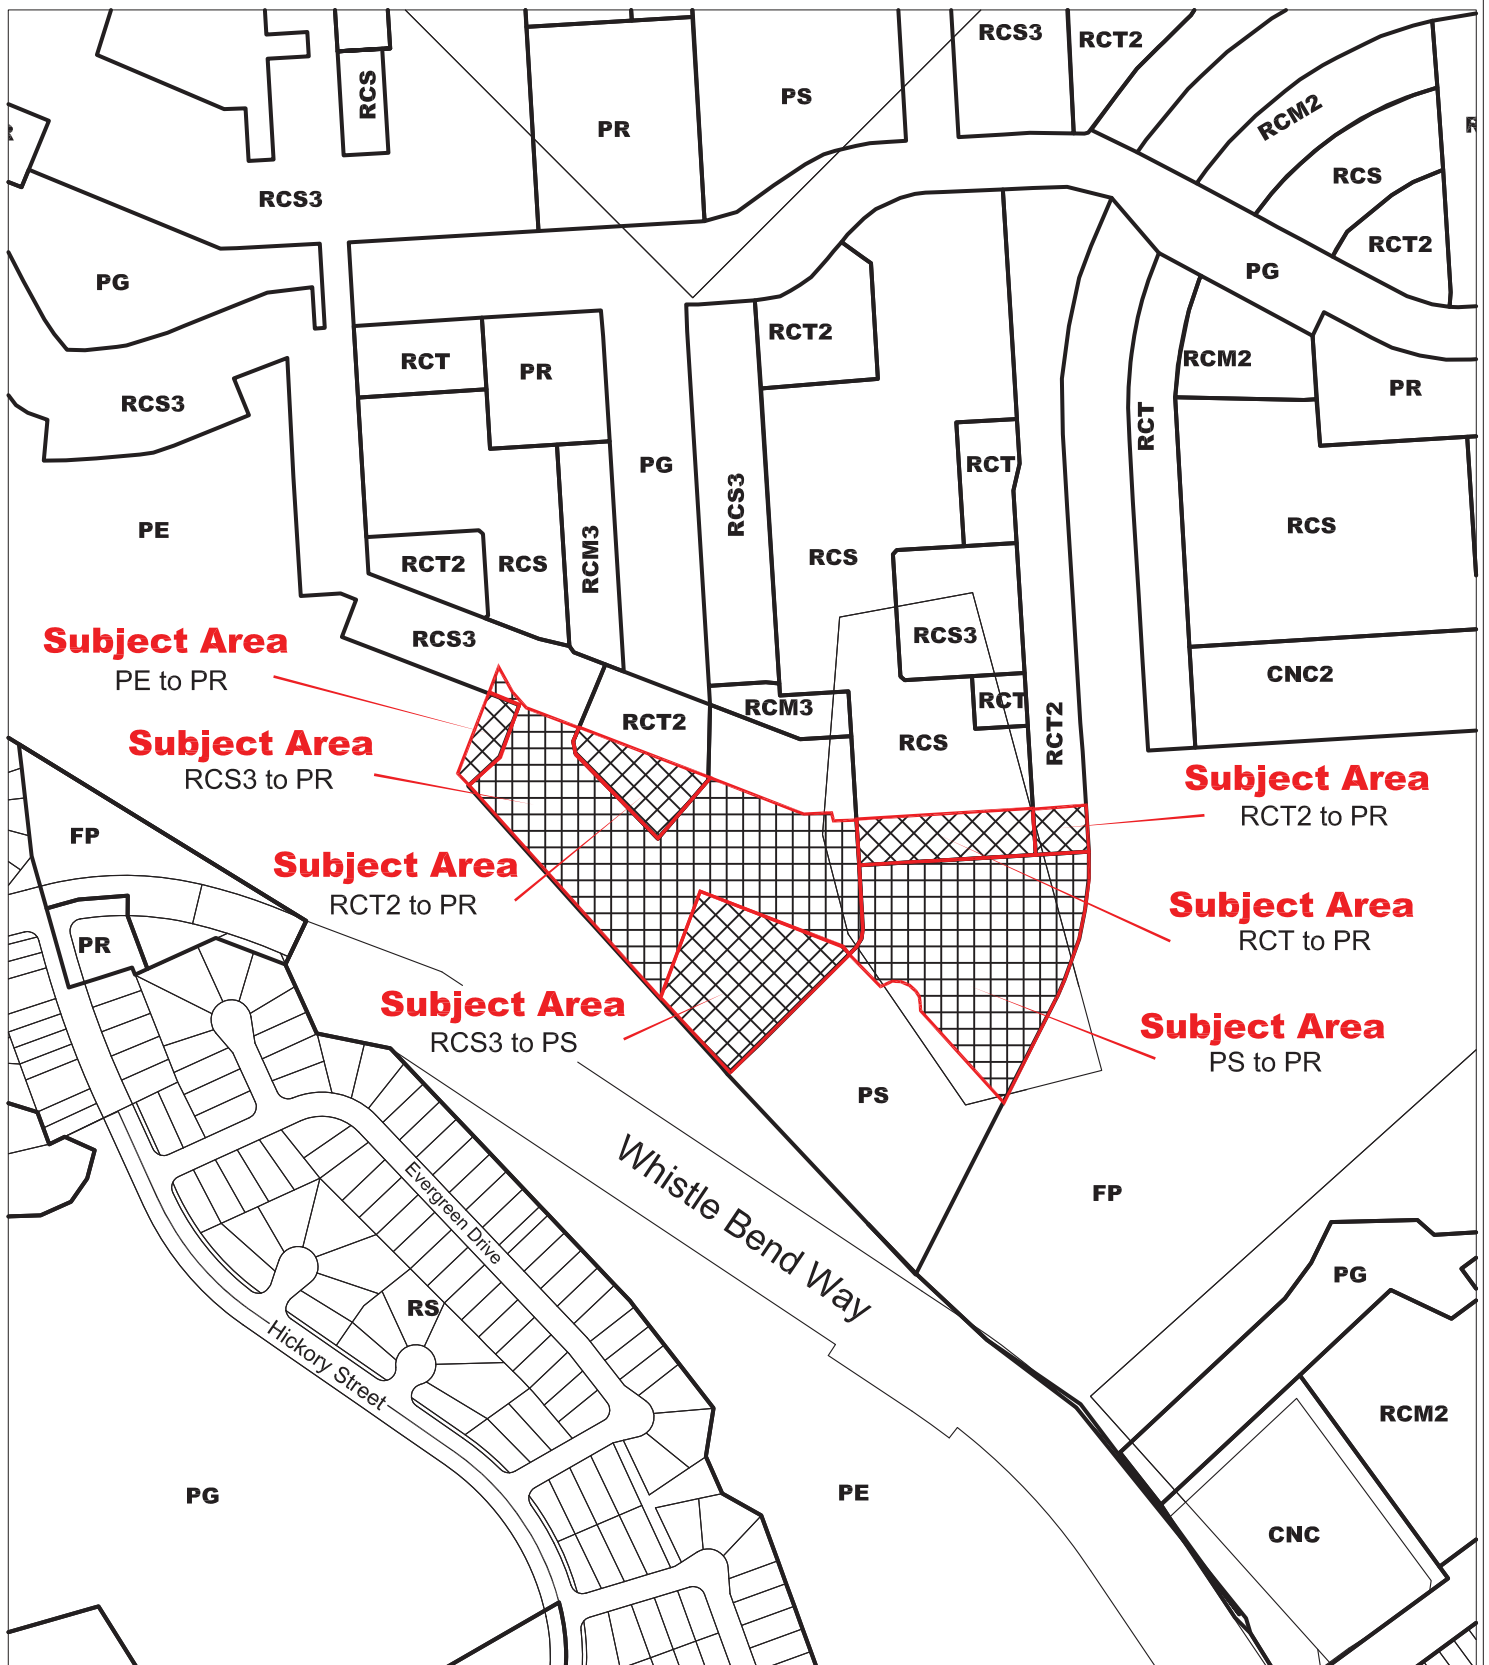 RCS3
RCT2
RCS
PS
PR
RCM2
RCS
RCS3
RCT2
PG
PG
RCT2
RCT
PR
RCM2
PR
RCS3
RCT
PG
RCT
RCS3
RCS
PE
RCS
RCT2
RCS
RCM3
Subject Area
PE to PR
RCS3
RCS3
CNC2
RCT
RCT2
RCM3
RCT2
RCS
Subject Area
RCS3 to PR
Subject Area
RCT2 to PR
FP
Subject Area
RCT2 to PR
Subject Area
RCT to PR
PR
Subject Area
RCS3 to PS
Subject Area
PS to PR
PS
Whistle Bend Way
FP
Evergreen Drive
PG
RS
Hickory Street
RCM2
PG
PE
CNC